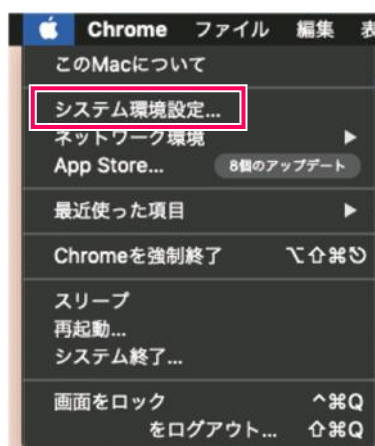 Chrome ファイル 編集 表
このMacについて
システム環境設定...
ネットワーク環境
App Store... 8個のアップデート
最近使った項目
Chromeを強制終了 ⌥⇧⌘⎋
スリープ
再起動...
システム終了...
画面をロック ^⌘Q
をログアウト... ⇧⌘Q